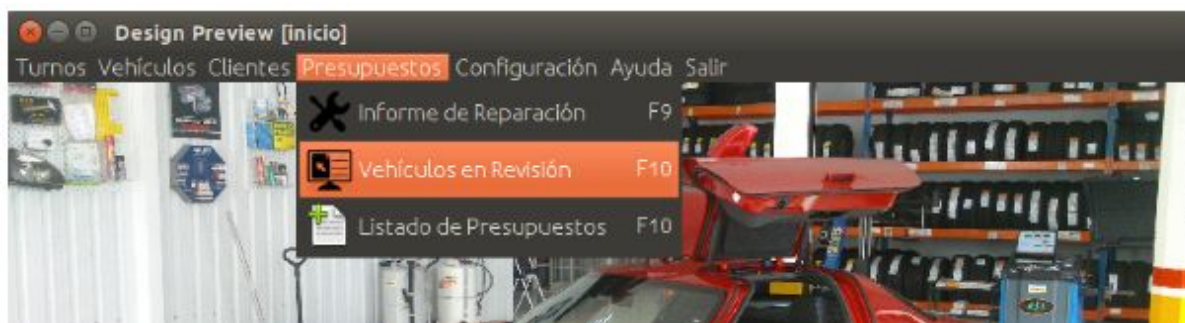 Design Preview [inicio]
Turnos Vehículos Clientes Presupuestos Configuración Ayuda Salir
Informe de Reparación F9
Vehículos en Revisión F10
Listado de Presupuestos F10